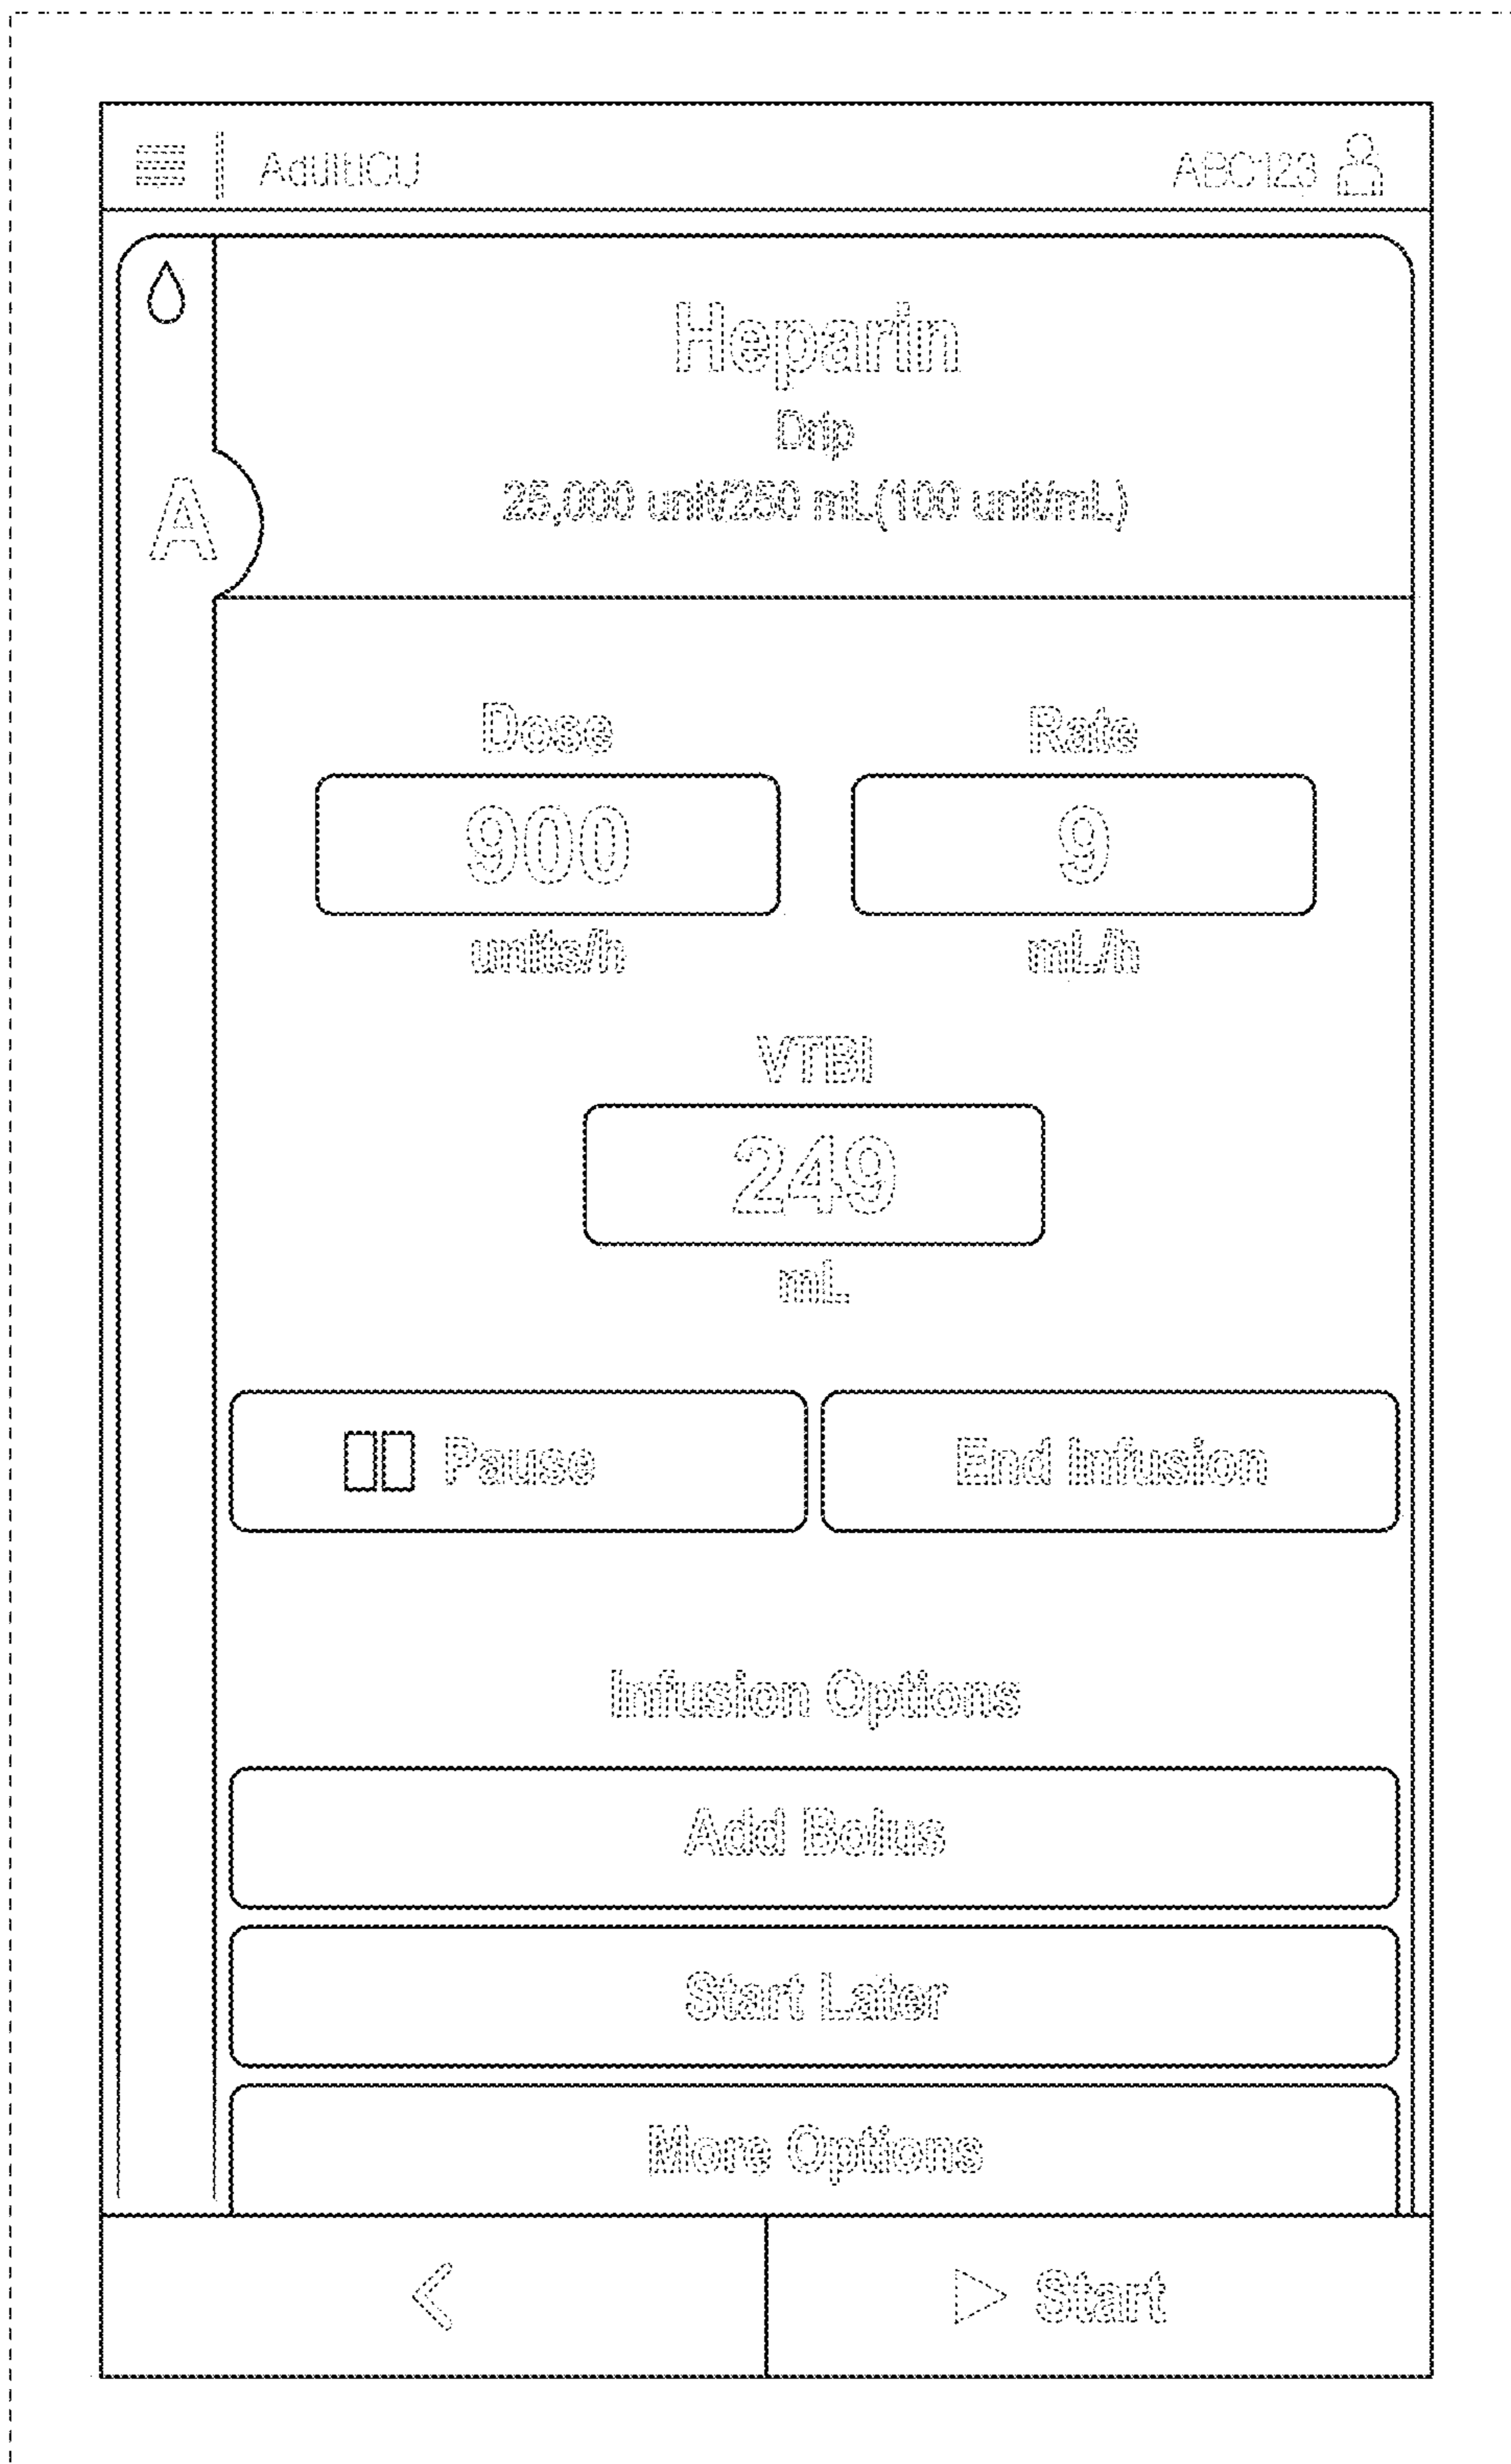 AdultICU ABC123
Heparin
Drip
A
25,000 unit/250 mL(100 unit/mL)
Dose Rate
900 9
units/h mL/h
VTBI
249
mL
Pause End Infusion
Infusion Options
Add Bolus
Start Later
More Options
Start